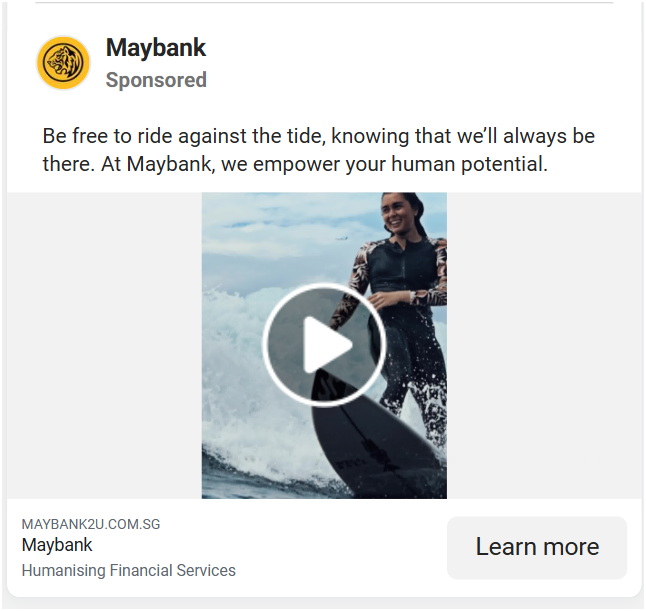 Maybank
Sponsored
Be free to ride against the tide, knowing that we’ll always be
there. At Maybank, we empower your human potential.
MAYBANK2U.COM.SG
Maybank
Humanising Financial Services
Learn more